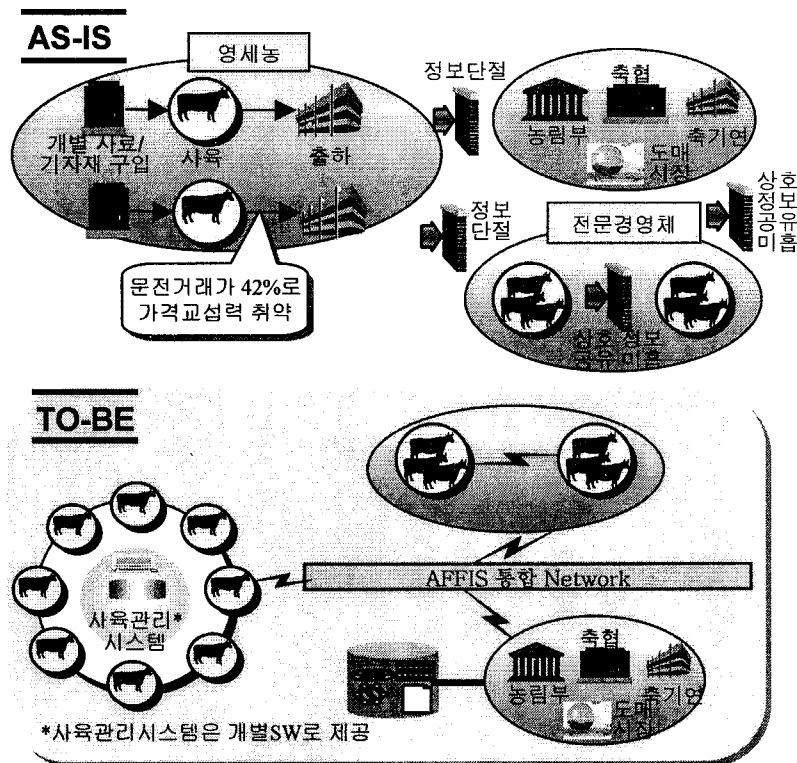 AS-IS
영세농
개별 사료/
기자재 구입
사육
출하
문전거래가 42%로
가격교섭력 취약
정보단절
농림부
축협
축기연
도매
시장
정보
단절
상호
정보
공유
미흡
전문경영체
상호 정보
공유 미흡
TO-BE
사육관리*
시스템
AFFIS 통합 Network
농림부
축협
축기연
도매
시장
*사육관리시스템은 개별SW로 제공